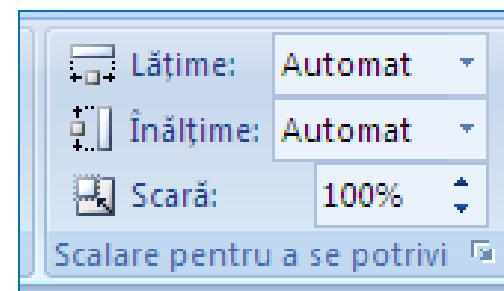 Lățime: Automat
Înălțime: Automat
Scară: 100%
Scalare pentru a se potrivi